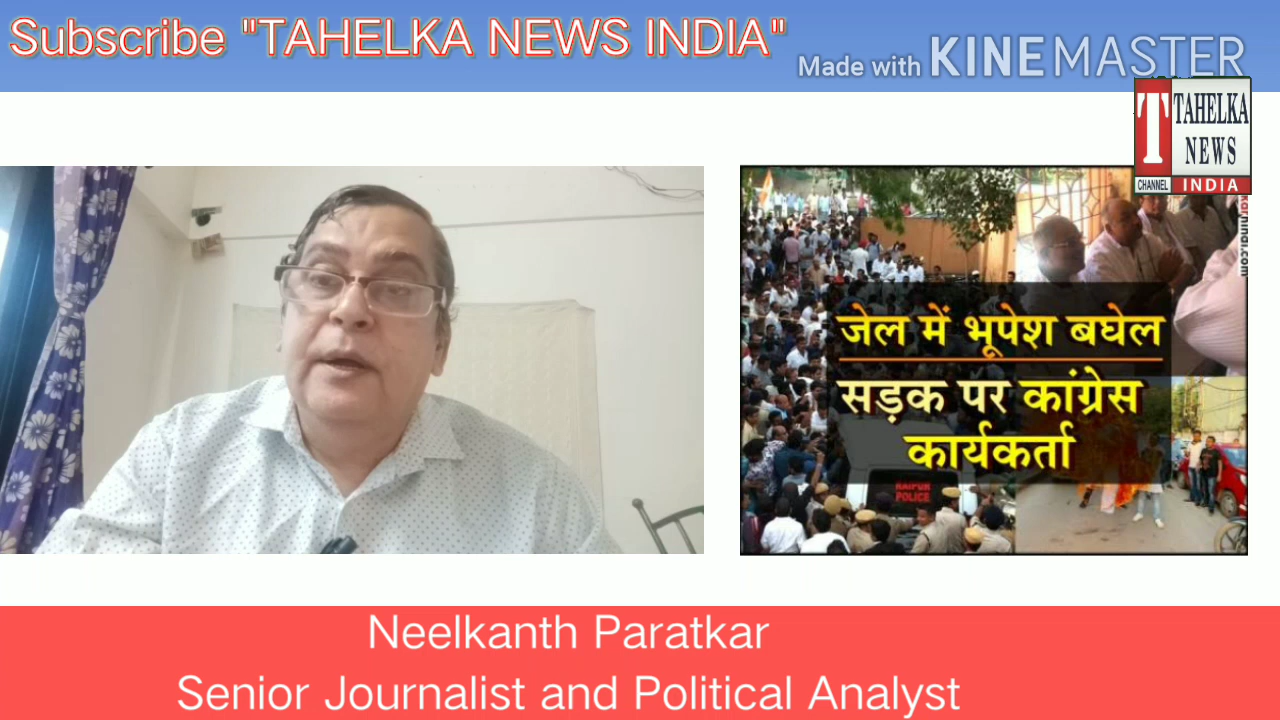 Subscribe "TAHELKA NEWS INDIA"
Made with KINEMASTER
T TAHELKA
NEWS
CHANNEL INDIA
जेल में भूपेश बघेल
सड़क पर कांग्रेस
कार्यकर्ता
RAIPUR
POLICE
Neelkanth Paratkar
Senior Journalist and Political Analyst